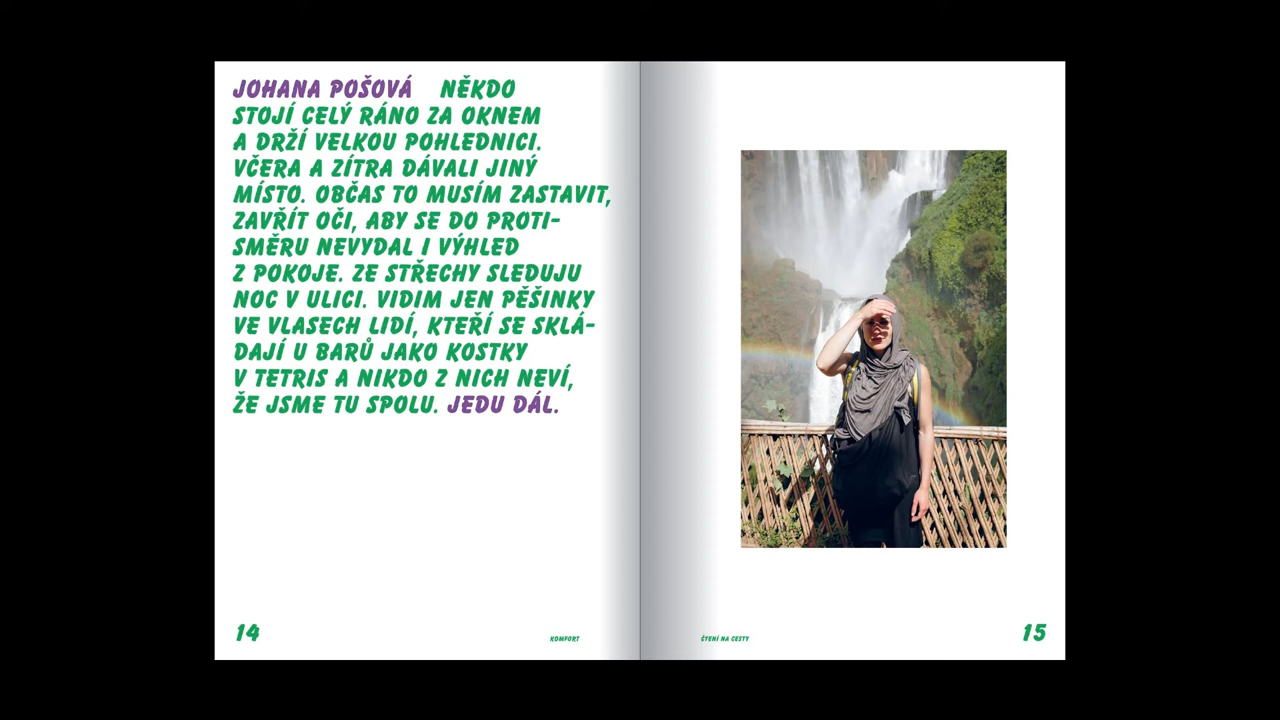 JOHANA POŠOVÁ NĚKDO
STOJÍ CELÝ RÁNO ZA OKNEM
A DRŽÍ VELKOU POHLEDNICI.
VČERA A ZÍTRA DÁVALI JINÝ
MÍSTO. OBČAS TO MUSÍM ZASTAVIT,
ZAVŘÍT OČI, ABY SE DO PROTI-
SMĚRU NEVYDAL I VÝHLED
Z POKOJE. ZE STŘECHY SLEDUJU
NOC V ULICI. VIDIM JEN PĚŠINKY
VE VLASECH LIDÍ, KTEŘÍ SE SKLÁ-
DAJÍ U BARŮ JAKO KOSTKY
V TETRIS A NIKDO Z NICH NEVÍ,
ŽE JSME TU SPOLU. JEDU DÁL.
14
KOMFORT
ŠTENÍ NA CESTY
15